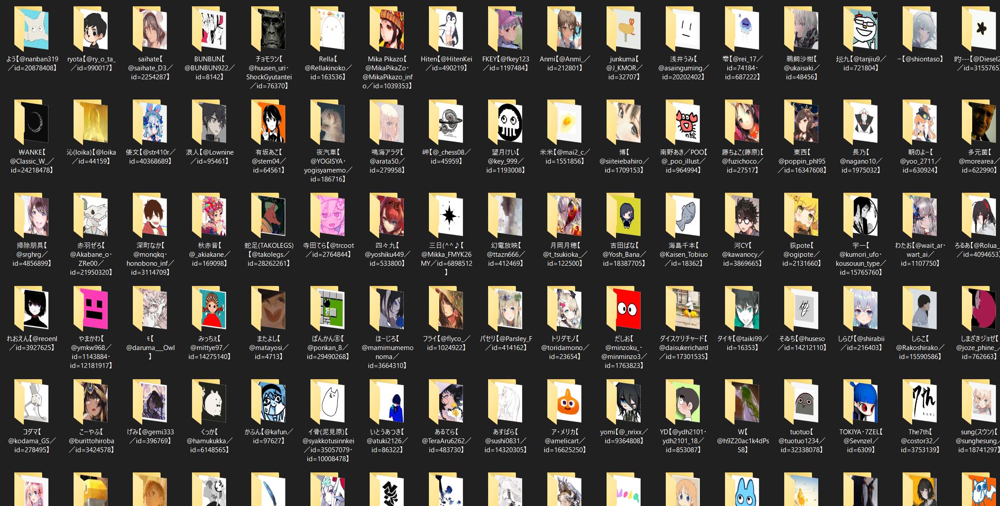 よう【@nanban319
／id=20878408】
ryota【@ry_o_ta_
／id=990017】
saihate【
@saihate_D3／
id=2254287】
BUNBUN【
@BUNBUN922／
id=8142】
チョモラン【
@huusen_uri･
ShockGyutantei
／id=76370】
Rella【
@Rellakinoko／
id=163536】
Mika Pikazo【
@MikaPikaZo･
@MikaPikazo_inf
o／id=1039353】
Hiten【@HitenKei
／id=490219】
FKEY【@fkey123
／id=1197484】
Anmi【@Anmi_／
id=212801】
junkuma【
@J_KMOR／
id=32707】
浅井うみ【
@asainguming／
id=20202402】
零【@rei_17／
id=74184･
id=687222】
鵜飼沙樹【
@ukaisaki／
id=48456】
坛九【@tanjiu9／
id=721804】
ー【@shiontaso】
旳---【@Diesel2
／id=3155765
₩ANKE【
@Classic_W_／
id=24218478】
沁(loika)【@loika
／id=44159】
倭文【@str410r／
id=40368689】
浪人【@Lownine
／id=95461】
有坂あこ【
@stem04／
id=64561】
夜汽車【
@YOGISYA･
yogisyamemo／
id=186716】
鳴海アラタ【
@arata50／
id=279958】
岬【@_chess08／
id=45959】
望月けい【
@key_999／
id=1193008】
米米【@mai2_c／
id=1551856】
博【
@siiteiebahiro／
id=1709153】
南野あき／POO【
@_poo_illust／
id=964994】
の絵
藤ちょこ(藤原)【
@fuzichoco／
id=27517】
東西【
@poppin_phl95
／id=16347608】
長乃【
@nagano10／
id=1975032】
朝のよー【
@yoo_2711／
id=630924】
多元菌【
@morearea／
id=622990】
掃除朋具【
@srghrg／
id=4856899】
赤羽ぜろ【
@Akabane_o･
ZRe00／
id=21950320】
深町なか【
@monqkq･
honobono_inf／
id=3114709】
秋赤音【
@_akiakane／
id=169098】
蛇足(TAKOLEGS)
【@takolegs／
id=28262261】
寺田てら【@trcoot
／id=2764844】
四々九【
@yoshiku449／
id=533800】
三日(^^♪【
@Mikka_FMYK26
MY／id=6898512
】
幻電放映【
@ttazn666／
id=412469】
月岡月穂【
@t_tsukioka_／
id=122500】
吉田ばな【
@Yosh_Bana／
id=18387705】
海島千本【
@Kaisen_Tobiuo
／id=18362】
河CY【
@kawanocy／
id=3869665】
荻pote【
@ogipote／
id=2131660】
宇一【
@kumori_ufo･
kousouun_type／
id=15765760】
わたお【@wait_ar･
wart_ai／
id=1107750】
ろるあ【@Rolua_
／id=4094653
れおえん【@reoenl
／id=3927625】
やまかわ【
@ymkw968／
id=1143884･
id=12181917】
ﾓ【
@daruma___Owl
】
みっちぇ【
@mittye97／
id=14275140】
またよし【
@matayosi／
id=4713】
ぽんかん⑧【
@ponkan_8／
id=29490268】
ほーじろ【
@mamimumemo
noma／
id=3664310】
フライ【@flyco_／
id=1024922】
パセリ【@Parsley_F
／id=414162】
トリダモノ【
@toridamono／
id=23654】
だしお【
@minzoku_･
@minminzo3／
id=1763823】
ダイスケリチャード【
@daisukerichard
／id=17301535】
タイキ【@taiki99／
id=16353】
そゐち【@huseso
／id=14212110】
しらび【@shirabii
／id=216403】
しらこ【
@Rakoshirako／
id=15590586】
しまざきジョゼ【
@joze_phine_／
id=762663】
コダマ【
@kodama_GS／
id=278495】
こーやふ【
@burittohiroba
／id=3424578】
げみ【@gemi333
／id=396769】
くっか【
@hamukukka／
id=6148565】
かふん【@kafun／
id=97627】
イ骨(泥見原)【
@syakkotusinnkei
／id=35057079･
id=10008478】
いとうあつき【
@atuki2126／
id=86322】
あるてら【
@TeraAru6262／
id=483730】
あすぱら【
@sushi0831／
id=14320305】
ア･メリカ【
@amelicart／
id=16625250】
yomi【@_nrixx／
id=9364808】
YD【@ydh2101･
ydh2101_18／
id=853087】
W【
@h9Z20ac1k4dPs
58】
tuotuo【
@tuotuo1234／
id=32338078】
TOKIYA･7ZEL【
@Sevnzel／
id=6309】
7th
KANI
The7th【
@costor32／
id=3753139】
sung(スウン)【
@sunghesung／
id=18741297】